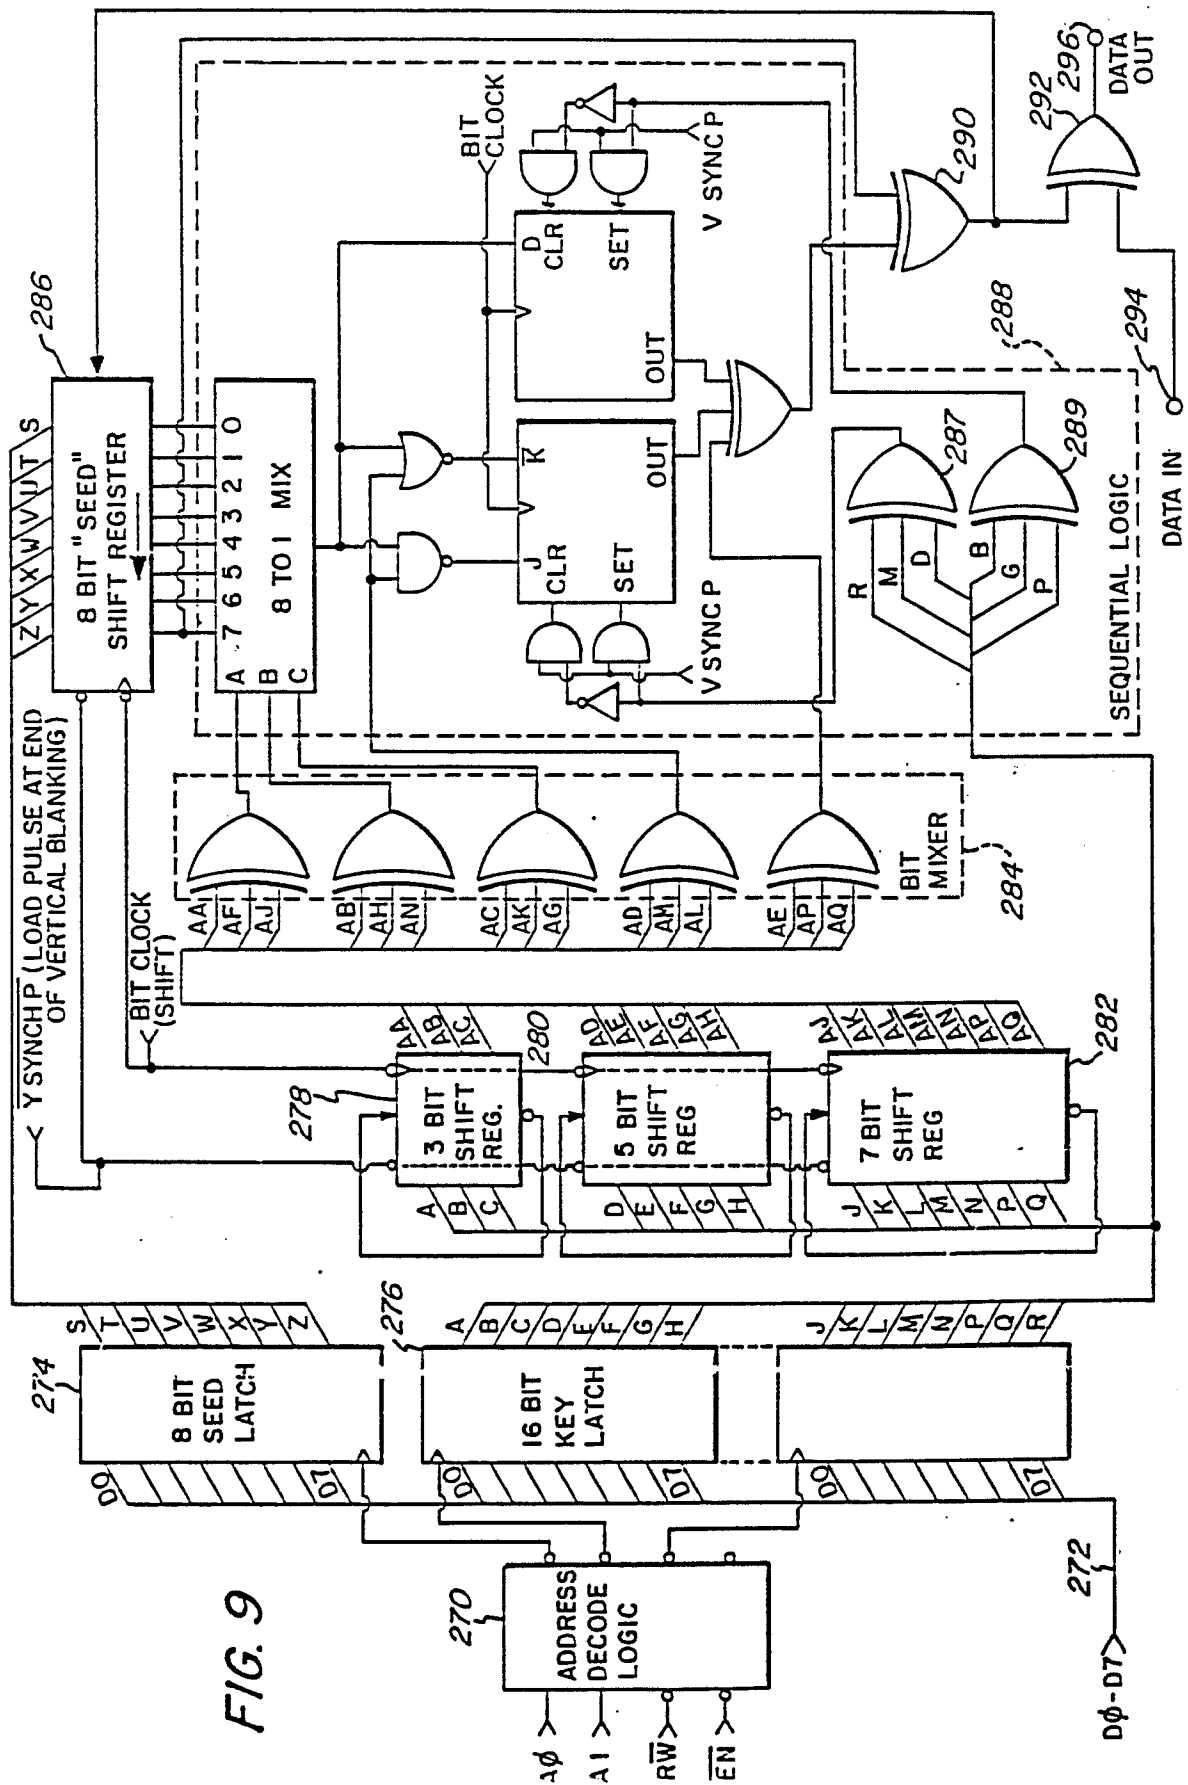 FIG. 9
Aφ
A1
R̅W̅
E̅N̅
270
ADDRESS
DECODE
LOGIC
Dφ-D7
272
274
8 BIT
SEED
LATCH
D0
D7
S
T
U
V
W
X
Y
Z
276
16 BIT
KEY
LATCH
D0
D7
A
B
C
D
E
F
G
H
D0
D7
J
K
L
M
N
P
Q
R
Y SYNCH P (LOAD PULSE AT END
OF VERTICAL BLANKING)
BIT CLOCK
(SHIFT)
278
3 BIT
SHIFT
REG.
A
B
C
AA
AB
AC
280
5 BIT
SHIFT
REG
D
E
F
G
H
AD
AE
AF
AG
AH
282
7 BIT
SHIFT
REG
J
K
L
M
N
P
Q
AJ
AK
AL
AM
AN
AP
AQ
AA
AF
AJ
AB
AH
AN
AC
AK
AG
AD
AM
AL
AE
AP
AQ
BIT
MIXER
284
286
8 BIT "SEED"
SHIFT REGISTER
Z Y X W V U T S
7 6 5 4 3 2 1 0
A
B
C
8 TO 1 MIX
J
K̅
CLR
SET
OUT
V SYNC P
BIT
CLOCK
D
CLR
SET
OUT
V SYNC P
R
M
D
287
B
G
P
289
SEQUENTIAL LOGIC
288
290
292
DATA IN
294
296
DATA
OUT